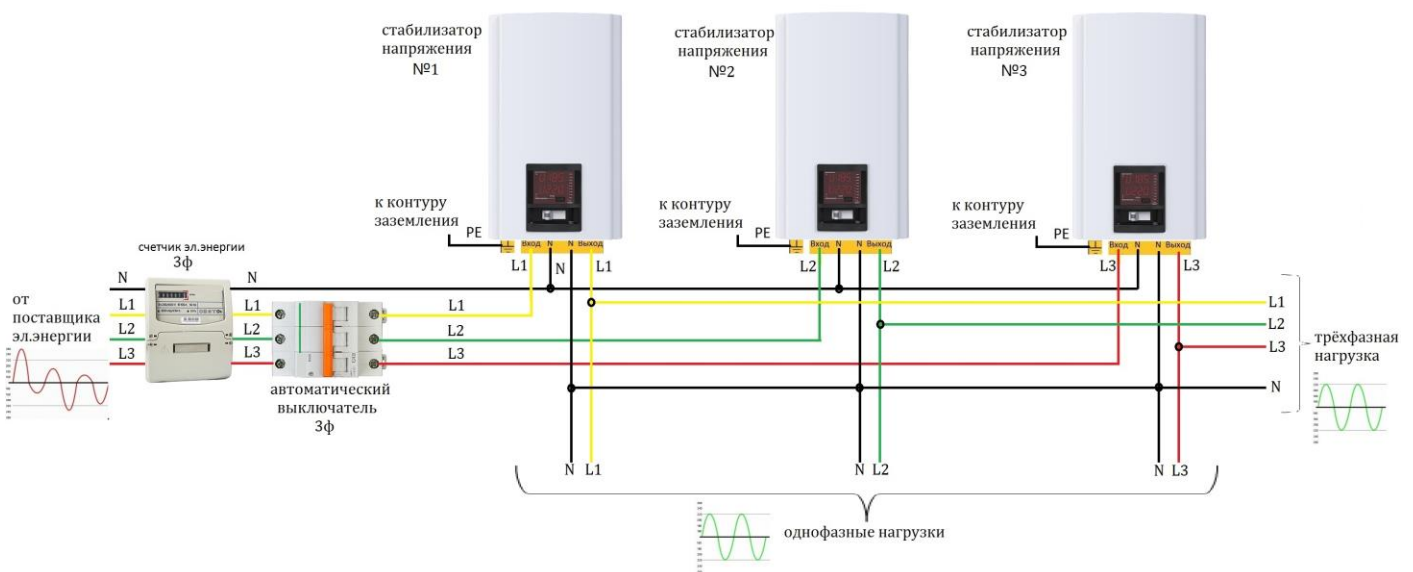 стабилизатор
напряжения
№1
стабилизатор
напряжения
№2
стабилизатор
напряжения
№3
к контуру
заземления
PE
к контуру
заземления
PE
к контуру
заземления
PE
Вход N N Выход
Вход N N Выход
Вход N N Выход
L1 N L1
L2 L2
L3 L3
счетчик эл.энергии
3ф
N N
L1 L1 L1
L2 L2 L2
L3 L3 L3
от
поставщика
эл.энергии
автоматический
выключатель
3ф
L1
L2
L3
N
трёхфазная
нагрузка
N L1
N L2
N L3
однофазные нагрузки